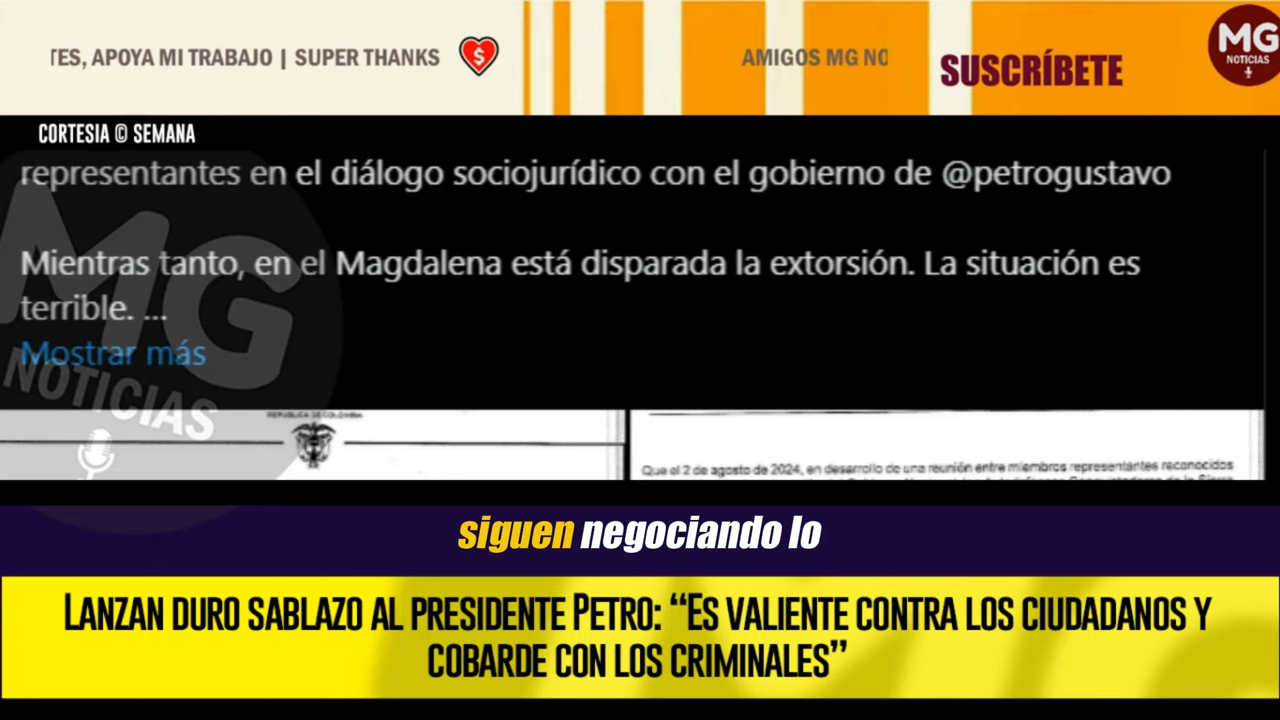 TES, APOYA MI TRABAJO | SUPER THANKS
AMIGOS MG NO
SUSCRÍBETE
MG
NOTICIAS
CORTESIA © SEMANA
representantes en el diálogo sociojurídico con el gobierno de @petrogustavo
Mientras tanto, en el Magdalena está disparada la extorsión. La situación es
terrible. ...
Mostrar más
MG
NOTICIAS
REPUBLICA DE COLOMBIA
Que el 2 de agosto de 2024, en desarrollo de una reunión entre miembros representantes reconocidos
siguen negociando lo
LANZAN DURO SABLAZO AL PRESIDENTE PETRO: “ES VALIENTE CONTRA LOS CIUDADANOS Y
COBARDE CON LOS CRIMINALES”